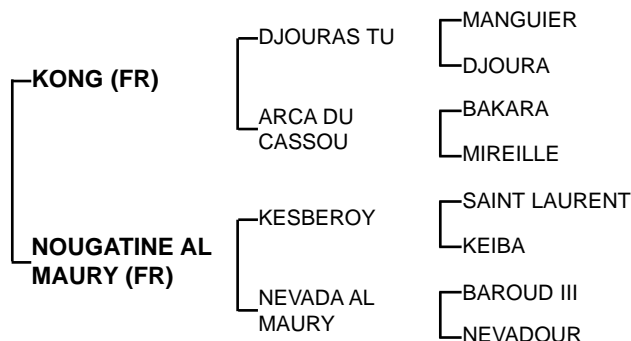 KONG (FR)
DJOURAS TU
MANGUIER
DJOURA
ARCA DU
CASSOU
BAKARA
MIREILLE
NOUGATINE AL
MAURY (FR)
KESBEROY
SAINT LAURENT
KEIBA
NEVADA AL
MAURY
BAROUD III
NEVADOUR